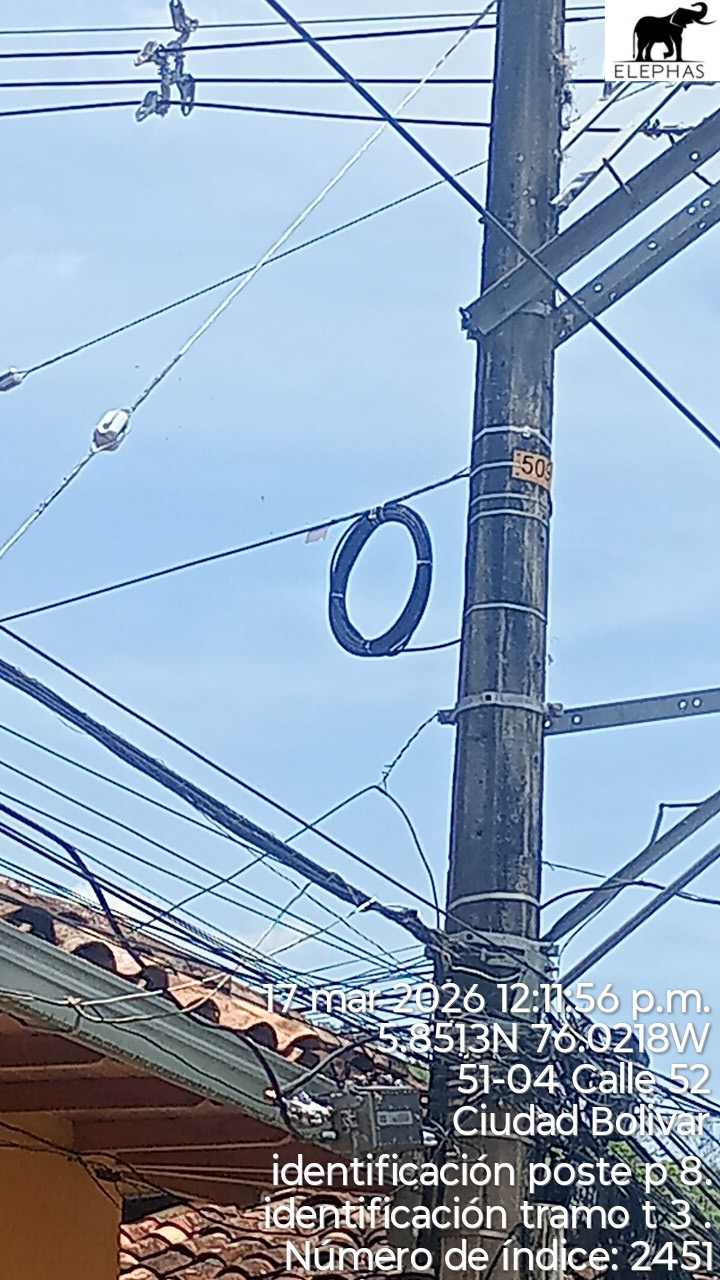 ELEPHAS
509
17 mar 2026 12:11:56 p.m.
5.8513N 76.0218W
51-04 Calle 52
Ciudad Bolívar
identificación poste p 8.
identificación tramo t 3 .
Número de índice: 2451